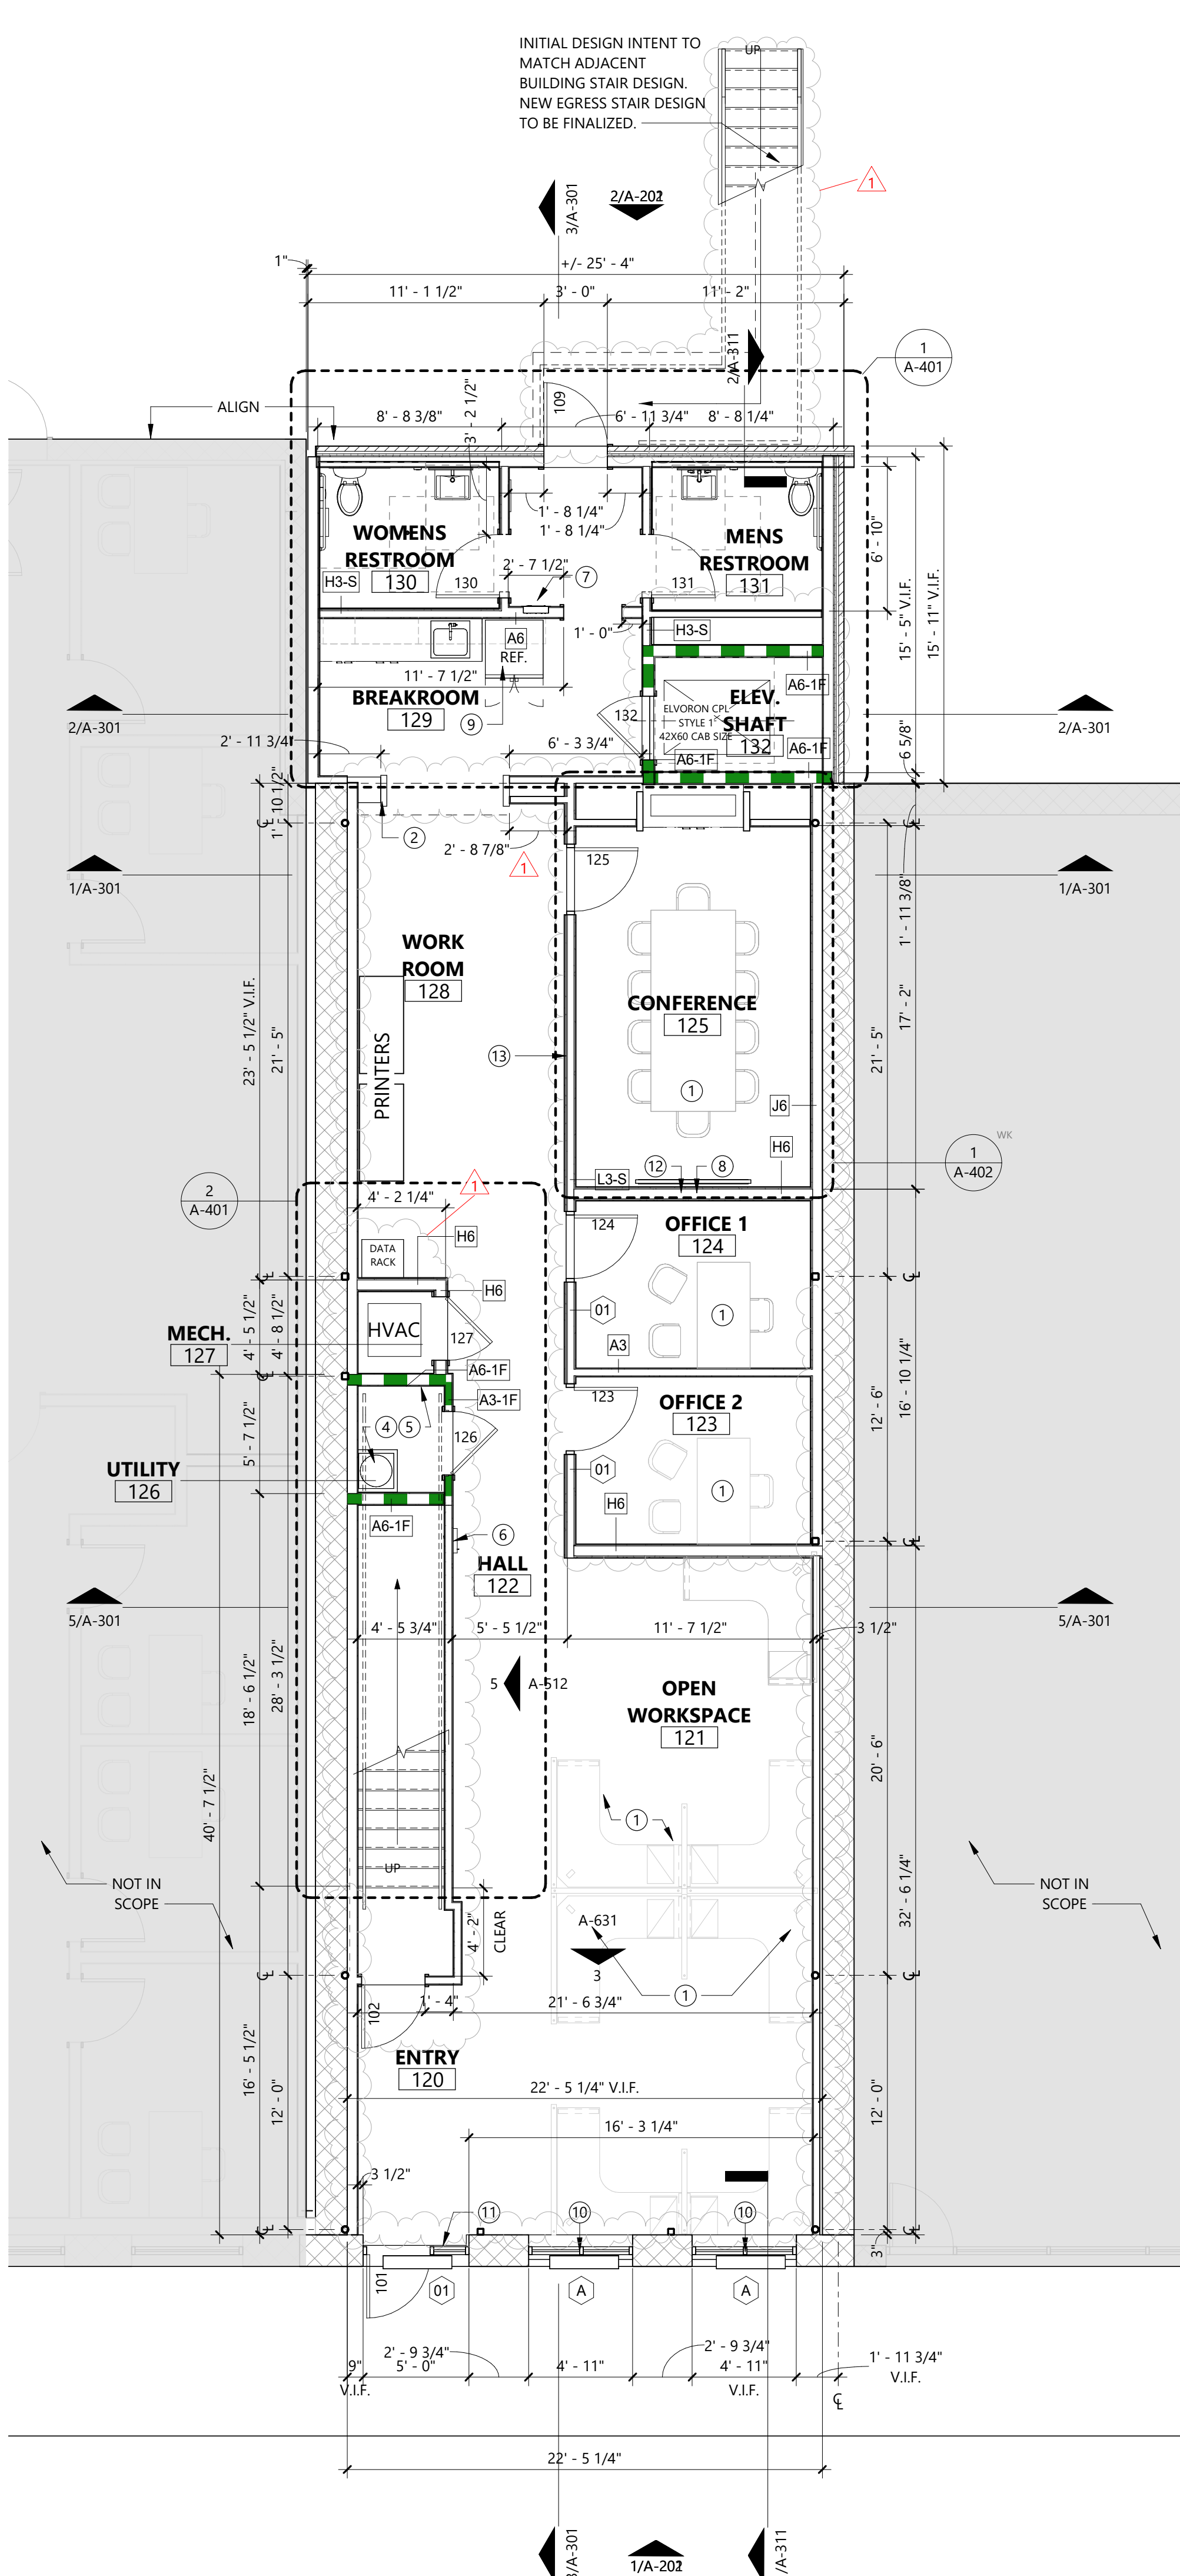 INITIAL DESIGN INTENT TO
MATCH ADJACENT
BUILDING STAIR DESIGN.
NEW EGRESS STAIR DESIGN
TO BE FINALIZED.
UP
1
3/A-301
1"
+/- 25' - 4"
11' - 1 1/2"
3' - 0"
11' - 2"
2/A-311
1
A-401
ALIGN
8' - 8 3/8"
3' - 2 1/2"
109
6' - 11 3/4"
8' - 8 1/4"
WOMENS
RESTROOM
130
1' - 8 1/4"
1' - 8 1/4"
MENS
RESTROOM
131
6' - 10"
15' - 5" V.I.F.
15' - 11" V.I.F.
H3-S
130
2' - 7 1/2"
7
131
A6
REF.
1' - 0"
H3-S
11' - 7 1/2"
A6-1F
BREAKROOM
129
9
132
ELVORON CPL
STYLE 1
42X60 CAB SIZE
ELEV.
SHAFT
132
A6-1F
A6-1F
2/A-301
2/A-301
2' - 11 3/4"
6' - 3 3/4"
6 5/8"
1' - 10 1/2"
2
2' - 8 7/8"
1
125
1/A-301
1/A-301
1' - 11 3/8"
WORK
ROOM
128
CONFERENCE
125
17' - 2"
23' - 5 1/2" V.I.F.
21' - 5"
21' - 5"
PRINTERS
13
1
J6
H6
WK
1
A-402
2
A-401
L3-S
12
8
4' - 2 1/4"
1
124
OFFICE 1
124
DATA
RACK
H6
H6
MECH.
127
4' - 5 1/2"
4' - 8 1/2"
HVAC
127
01
1
A3
A6-1F
A3-1F
123
OFFICE 2
123
12' - 6"
16' - 10 1/4"
5' - 7 1/2"
4
5
126
UTILITY
126
01
1
H6
A6-1F
6
HALL
122
5/A-301
5/A-301
4' - 5 3/4"
5' - 5 1/2"
11' - 7 1/2"
3 1/2"
5
A-512
OPEN
WORKSPACE
121
18' - 6 1/2"
28' - 3 1/2"
40' - 7 1/2"
20' - 6"
1
UP
NOT IN
SCOPE
NOT IN
SCOPE
32' - 6 1/4"
4' - 2"
CLEAR
A-631
3
1
102
1' - 4"
21' - 6 3/4"
ENTRY
120
16' - 5 1/2"
12' - 0"
12' - 0"
22' - 5 1/4" V.I.F.
16' - 3 1/4"
3 1/2"
11
10
10
3"
101
01
A
A
2' - 9 3/4"
2' - 9 3/4"
1' - 11 3/4"
V.I.F.
9"
V.I.F.
5' - 0"
4' - 11"
4' - 11"
V.I.F.
22' - 5 1/4"